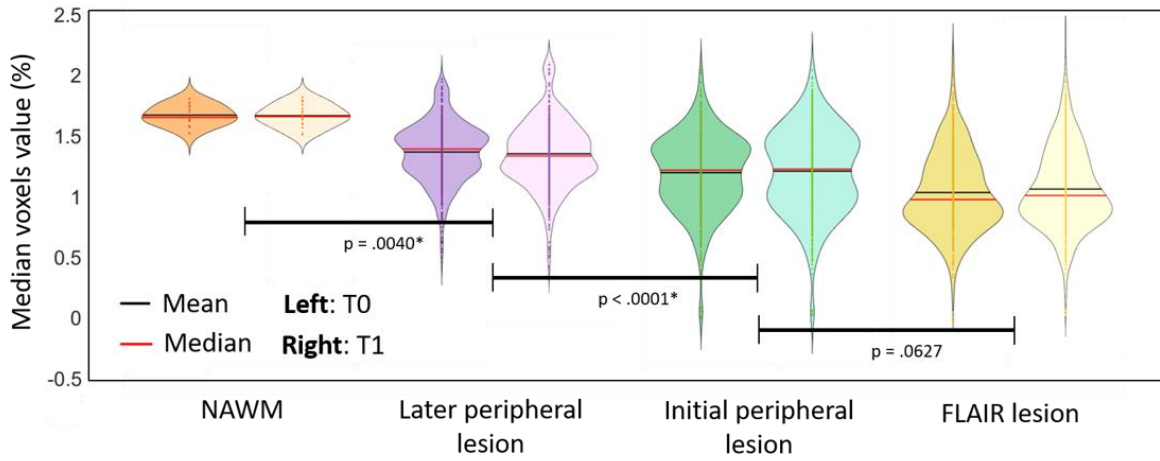 Median voxels value (%)
2.5
2
1.5
1
0.5
0
-0.5
p = .0040*
p < .0001*
p = .0627
Mean Left: T0
Median Right: T1
NAWM
Later peripheral
lesion
Initial peripheral
lesion
FLAIR lesion